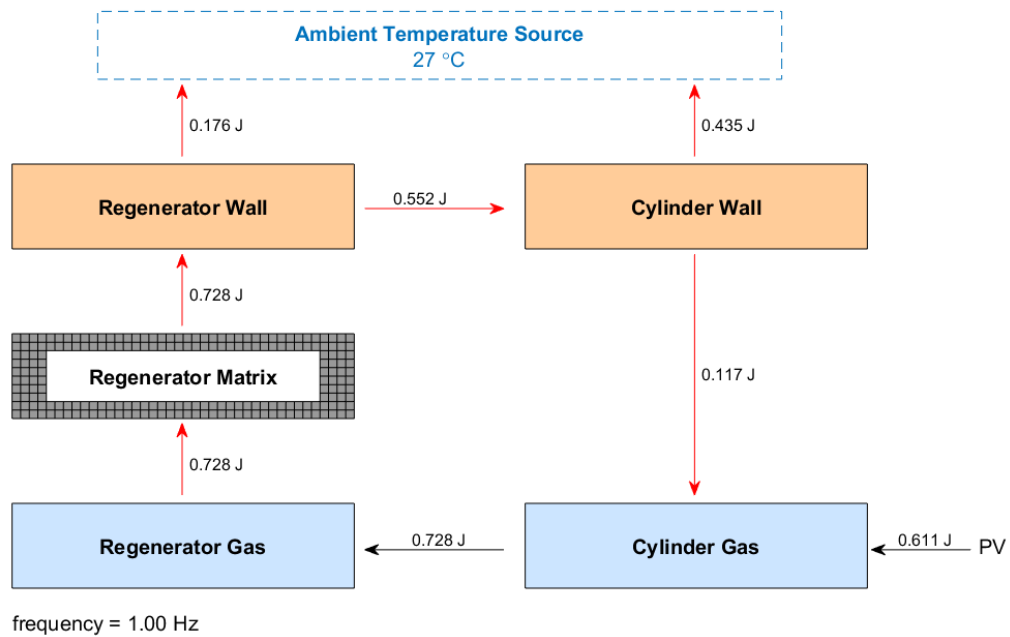 Ambient Temperature Source
27 °C
0.176 J
0.435 J
Regenerator Wall
0.552 J
Cylinder Wall
0.728 J
Regenerator Matrix
0.117 J
0.728 J
Regenerator Gas
0.728 J
Cylinder Gas
0.611 J
PV
frequency = 1.00 Hz